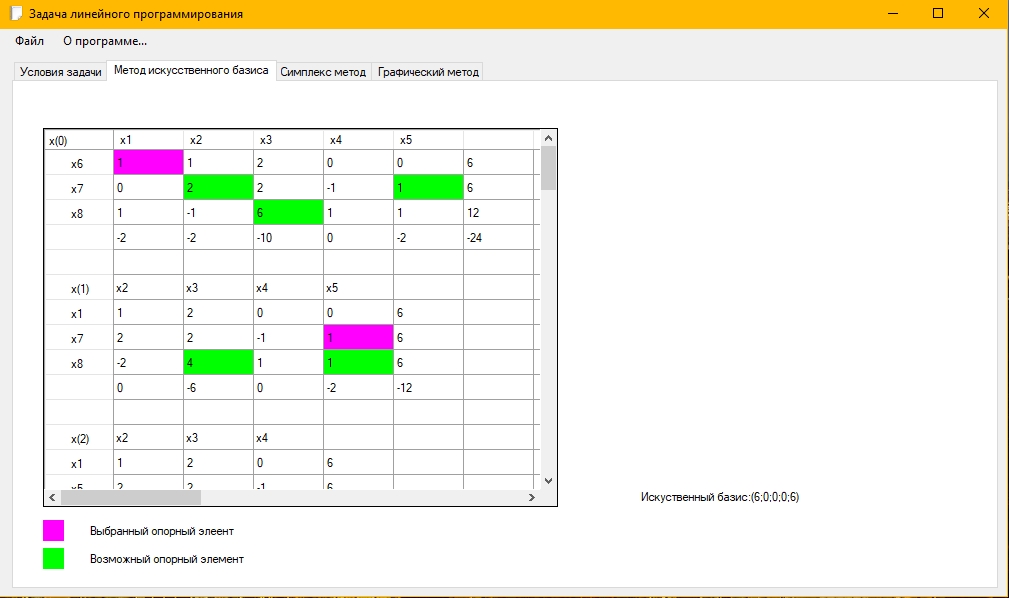 Задача линейного программирования
Файл О программе...
Условия задачи Метод искусственного базиса Симплекс метод Графический метод
x(0) x1 x2 x3 x4 x5
x6 1 1 2 0 0 6
x7 0 2 2 -1 1 6
x8 1 -1 6 1 1 12
-2 -2 -10 0 -2 -24
x(1) x2 x3 x4 x5
x1 1 2 0 0 6
x7 2 2 -1 1 6
x8 -2 4 1 1 6
0 -6 0 -2 -12
x(2) x2 x3 x4
x1 1 2 0 6
x5 2 2 -1 6
Искуственный базис:(6;0;0;0;6)
Выбранный опорный элеент
Возможный опорный элемент